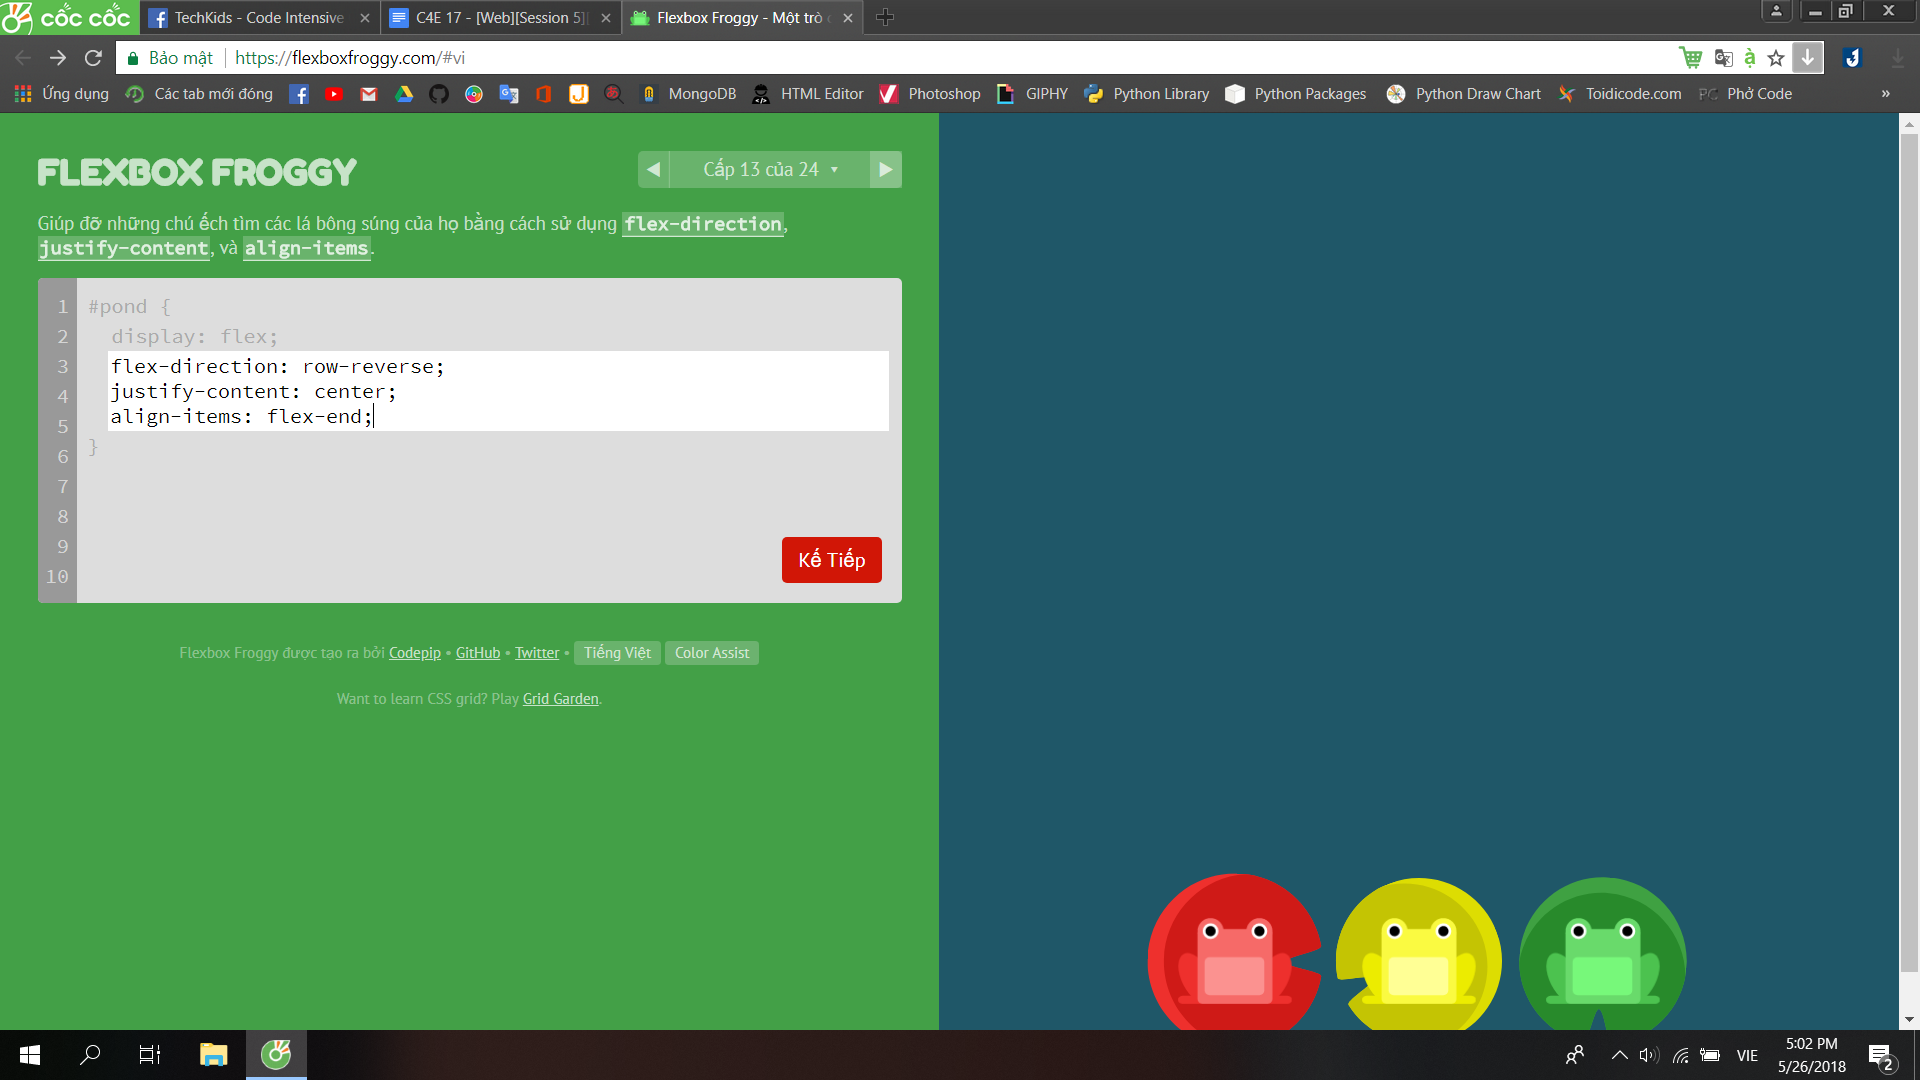 cốc cốc
TechKids - Code Intensive
C4E 17 - [Web][Session 5]
Flexbox Froggy - Một trò
Bảo mật
https://flexboxfroggy.com/#vi
Ứng dụng
Các tab mới đóng
MongoDB
HTML Editor
Photoshop
GIPHY
Python Library
Python Packages
Python Draw Chart
Toidicode.com
PC Phở Code
»
FLEXBOX FROGGY
Cấp 13 của 24
Giúp đỡ những chú ếch tìm các lá bông súng của họ bằng cách sử dụng flex-direction,
justify-content, và align-items.
1 #pond {
2 display: flex;
3 flex-direction: row-reverse;
4 justify-content: center;
5 align-items: flex-end;
6 }
7
8
9
10
Kế Tiếp
Flexbox Froggy được tạo ra bởi Codepip • GitHub • Twitter • Tiếng Việt Color Assist
Want to learn CSS grid? Play Grid Garden.
VIE
5:02 PM
5/26/2018
2